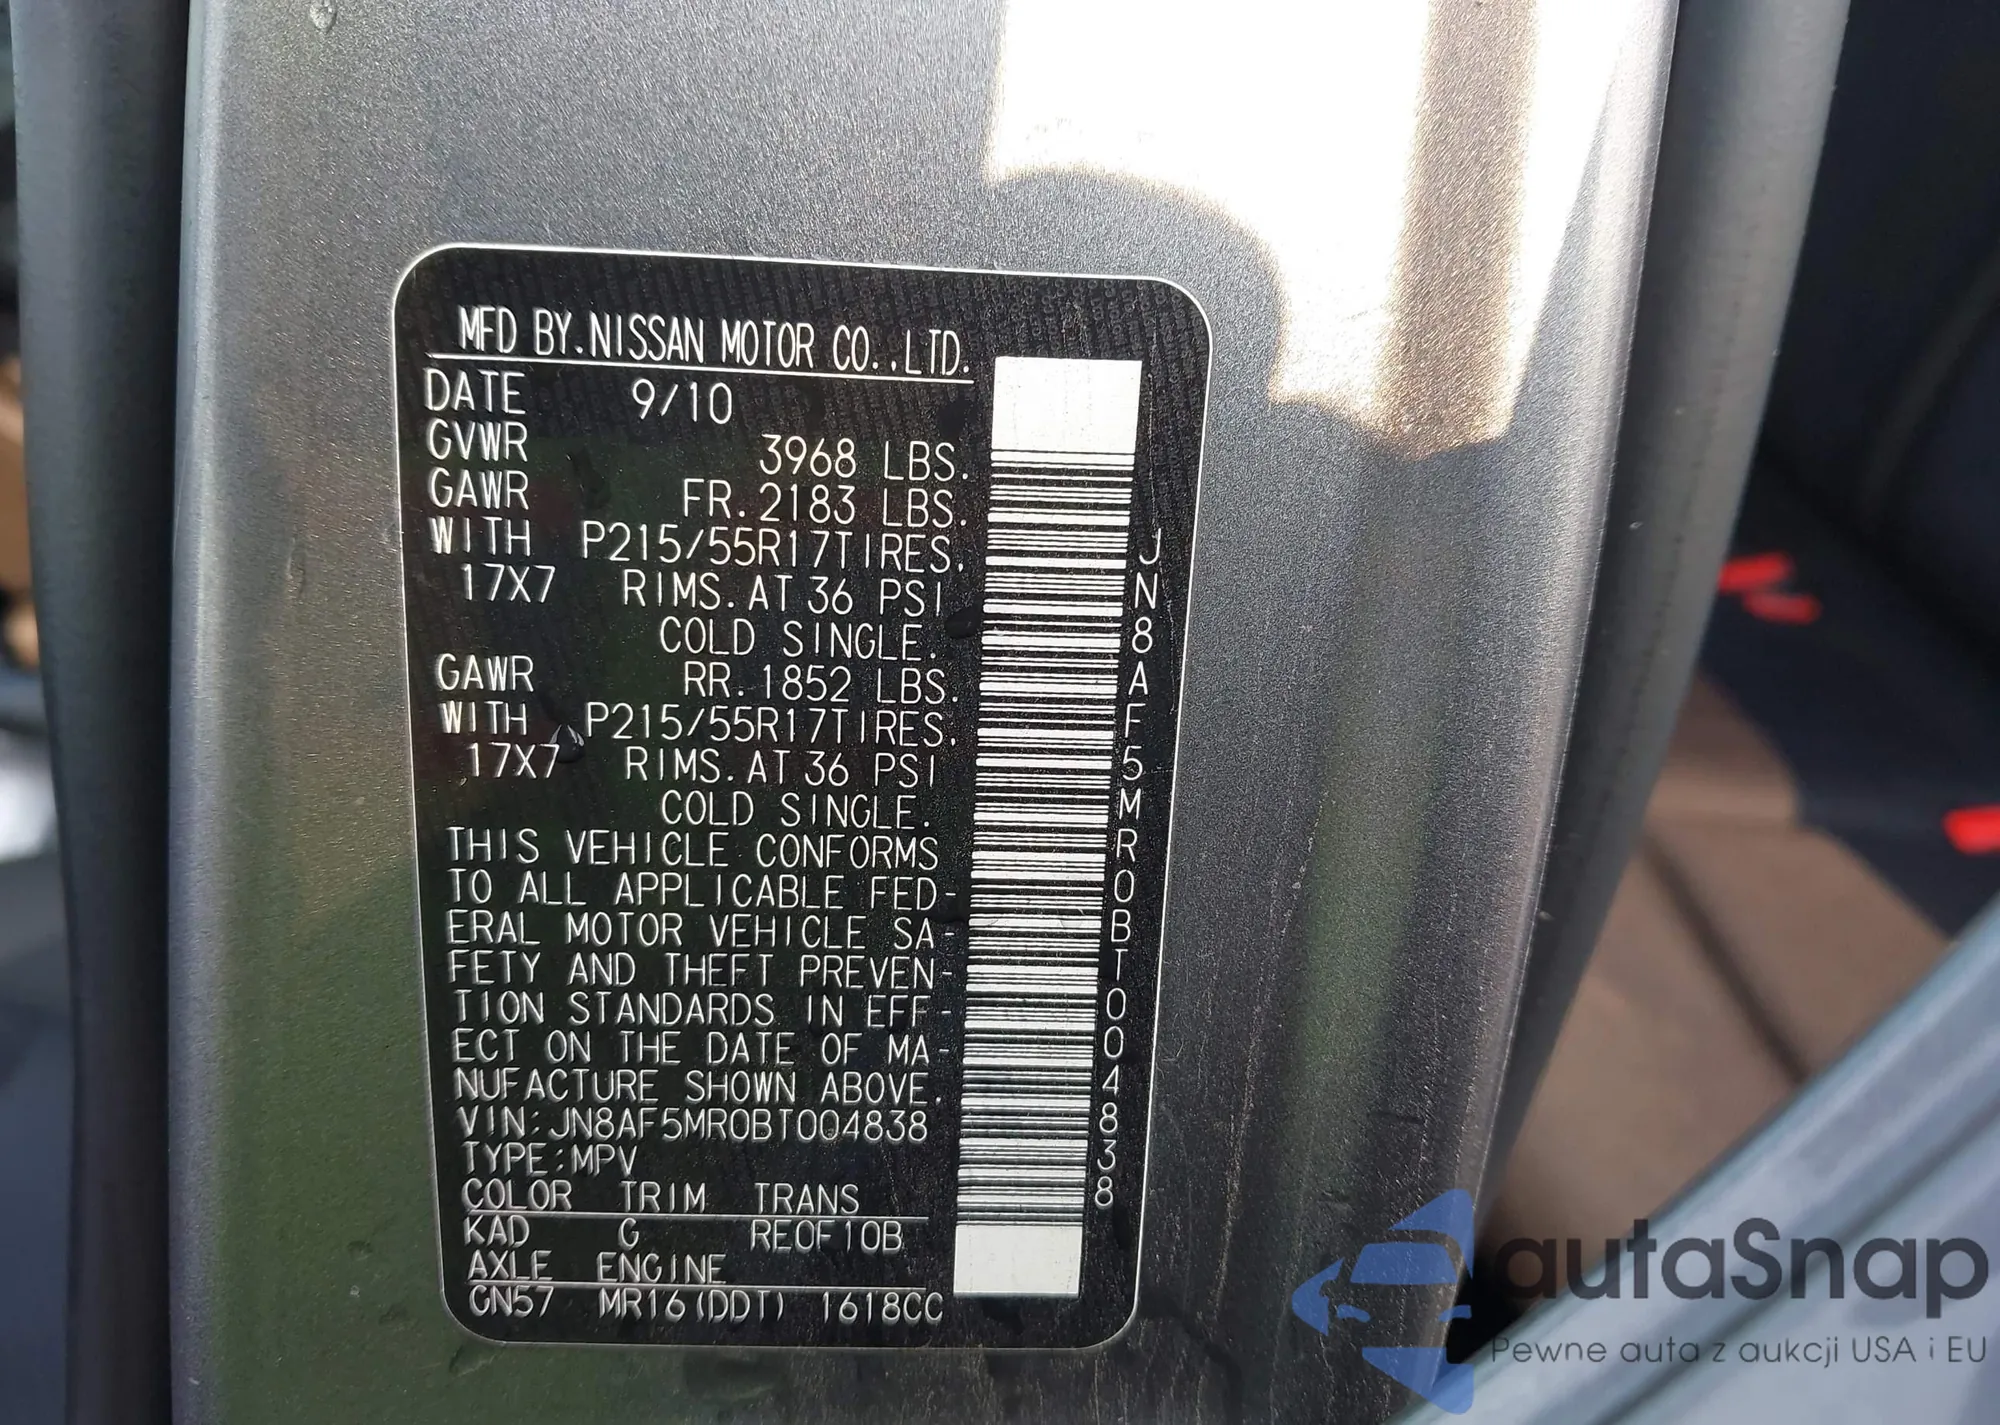 MFD BY.NISSAN MOTOR CO.,LTD.
DATE 9/10
GVWR 3968 LBS.
GAWR FR.2183 LBS.
WITH P215/55R17TIRES.
17X7 RIMS.AT 36 PSI
COLD SINGLE.
GAWR RR.1852 LBS.
WITH P215/55R17TIRES.
17X7 RIMS.AT 36 PSI
COLD SINGLE.
THIS VEHICLE CONFORMS
TO ALL APPLICABLE FED-
ERAL MOTOR VEHICLE SA-
FETY AND THEFT PREVEN-
TION STANDARDS IN EFF-
ECT ON THE DATE OF MA-
NUFACTURE SHOWN ABOVE.
VIN:JN8AF5MR0BT004838
TYPE:MPV
COLOR TRIM TRANS
KAD G RE0F10B
AXLE ENGINE
GN57 MR16(DDT) 1618CC
JN8AF5MR0BT004838
autoSnap
Pewne auta z aukcji USA i EU